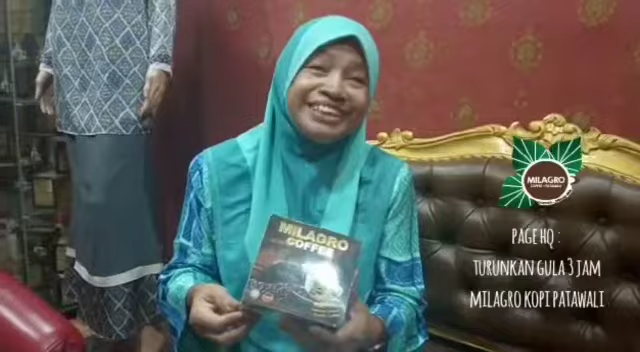 MILAGRO
COFFEE
MILAGRO
PAGE HQ :
TURUNKAN GULA 3 JAM
MILAGRO KOPI PATAWALI